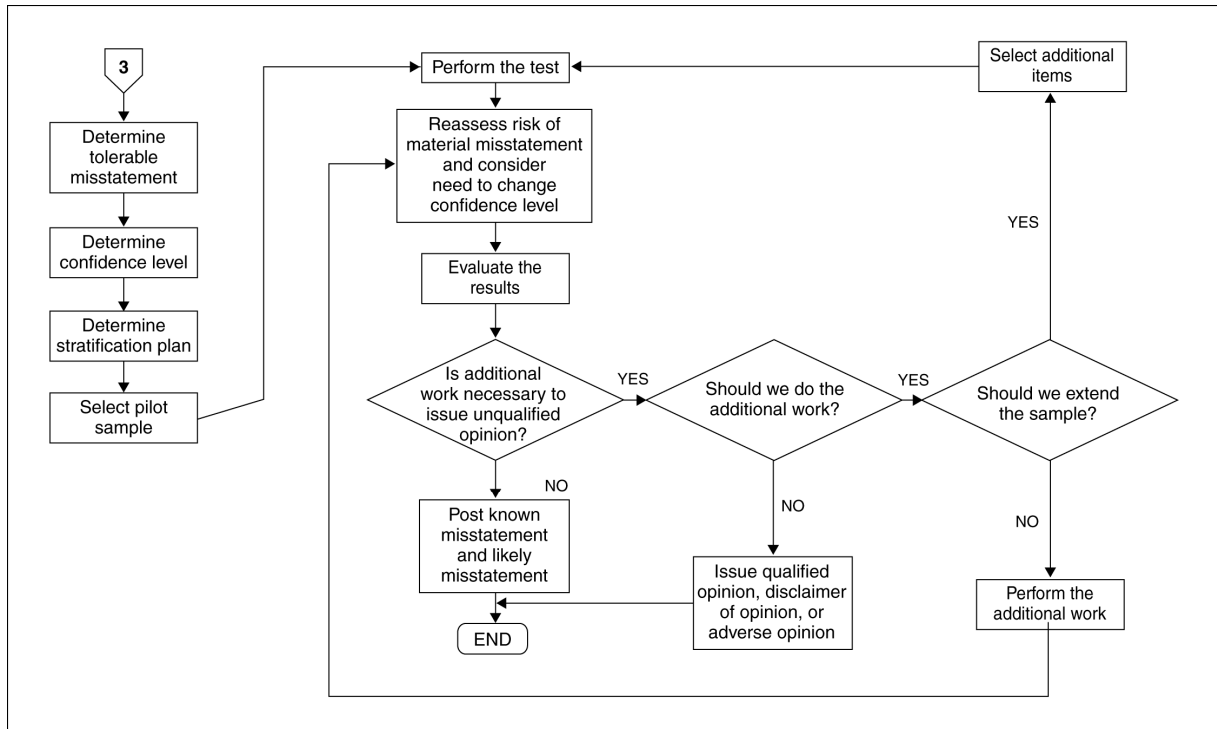 3
Determine
tolerable
misstatement
Determine
confidence level
Determine
stratification plan
Select pilot
sample
Perform the test
Reassess risk of
material misstatement
and consider
need to change
confidence level
Evaluate the
results
Is additional
work necessary to
issue unqualified
opinion?
YES
NO
Post known
misstatement
and likely
misstatement
END
Should we do the
additional work?
YES
NO
Issue qualified
opinion, disclaimer
of opinion, or
adverse opinion
Should we extend
the sample?
YES
Select additional
items
NO
Perform the
additional work